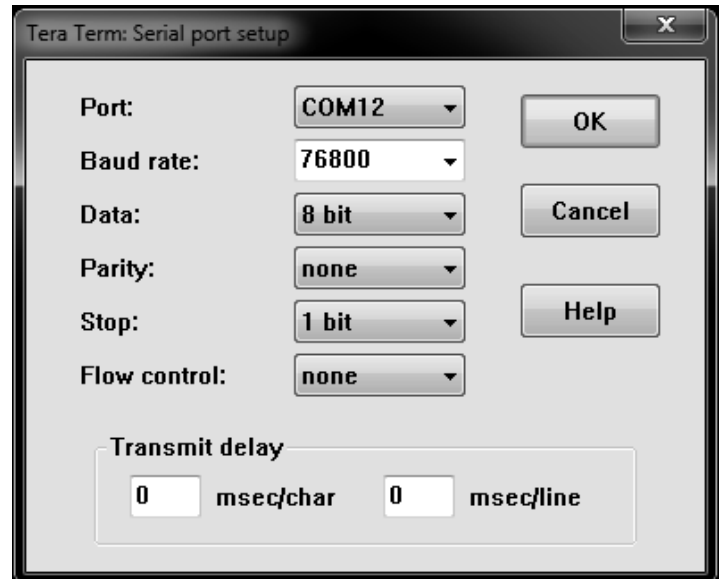 Tera Term: Serial port setup
Port: COM12 OK
Baud rate: 76800
Data: 8 bit Cancel
Parity: none
Stop: 1 bit Help
Flow control: none
Transmit delay
0 msec/char 0 msec/line